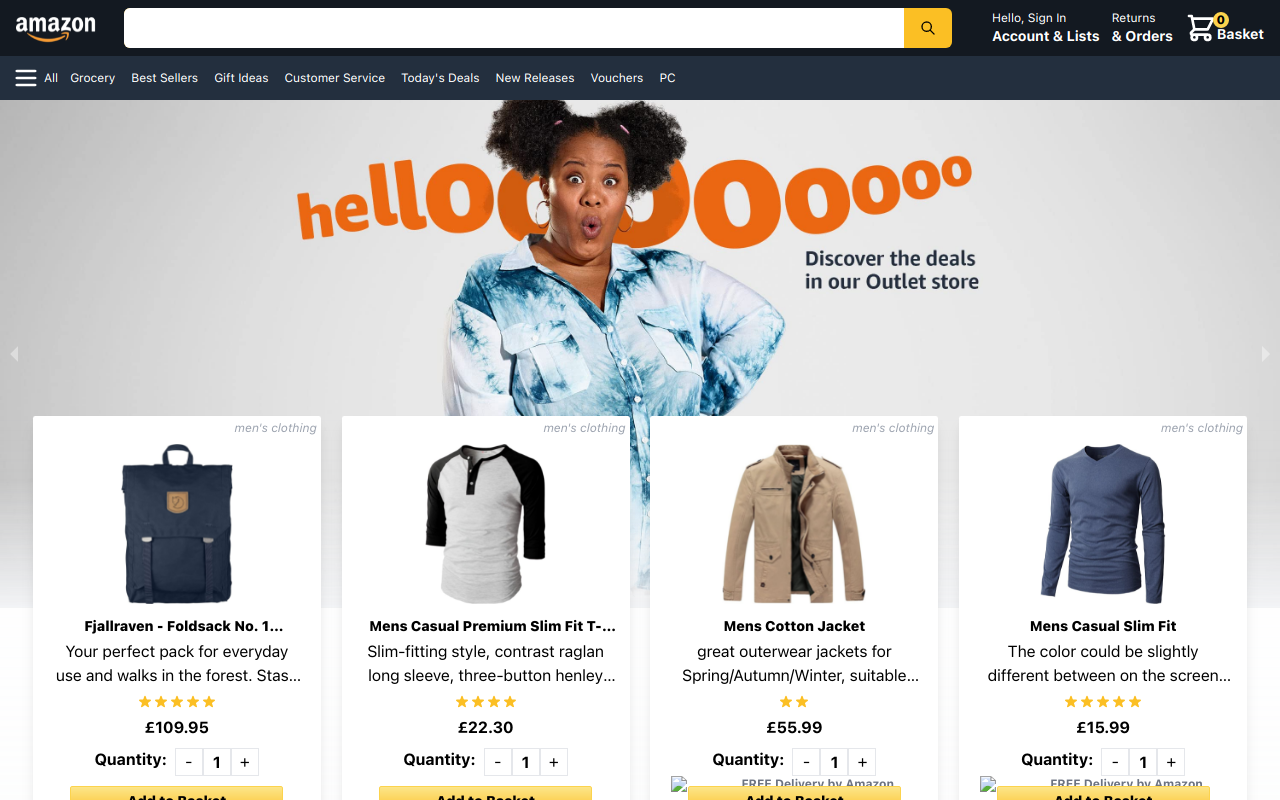 amazon
Hello, Sign In
Account & Lists
Returns
& Orders
0
Basket
All
Grocery
Best Sellers
Gift Ideas
Customer Service
Today's Deals
New Releases
Vouchers
PC
hellooooooooo
Discover the deals
in our Outlet store
men's clothing
Fjallraven - Foldsack No. 1...
Your perfect pack for everyday
use and walks in the forest. Stas...
£109.95
Quantity: - 1 +
Add to Basket
men's clothing
Mens Casual Premium Slim Fit T-...
Slim-fitting style, contrast raglan
long sleeve, three-button henley...
£22.30
Quantity: - 1 +
Add to Basket
men's clothing
Mens Cotton Jacket
great outerwear jackets for
Spring/Autumn/Winter, suitable...
£55.99
Quantity: - 1 +
FREE Delivery by Amazon
Add to Basket
men's clothing
Mens Casual Slim Fit
The color could be slightly
different between on the screen...
£15.99
Quantity: - 1 +
FREE Delivery by Amazon
Add to Basket